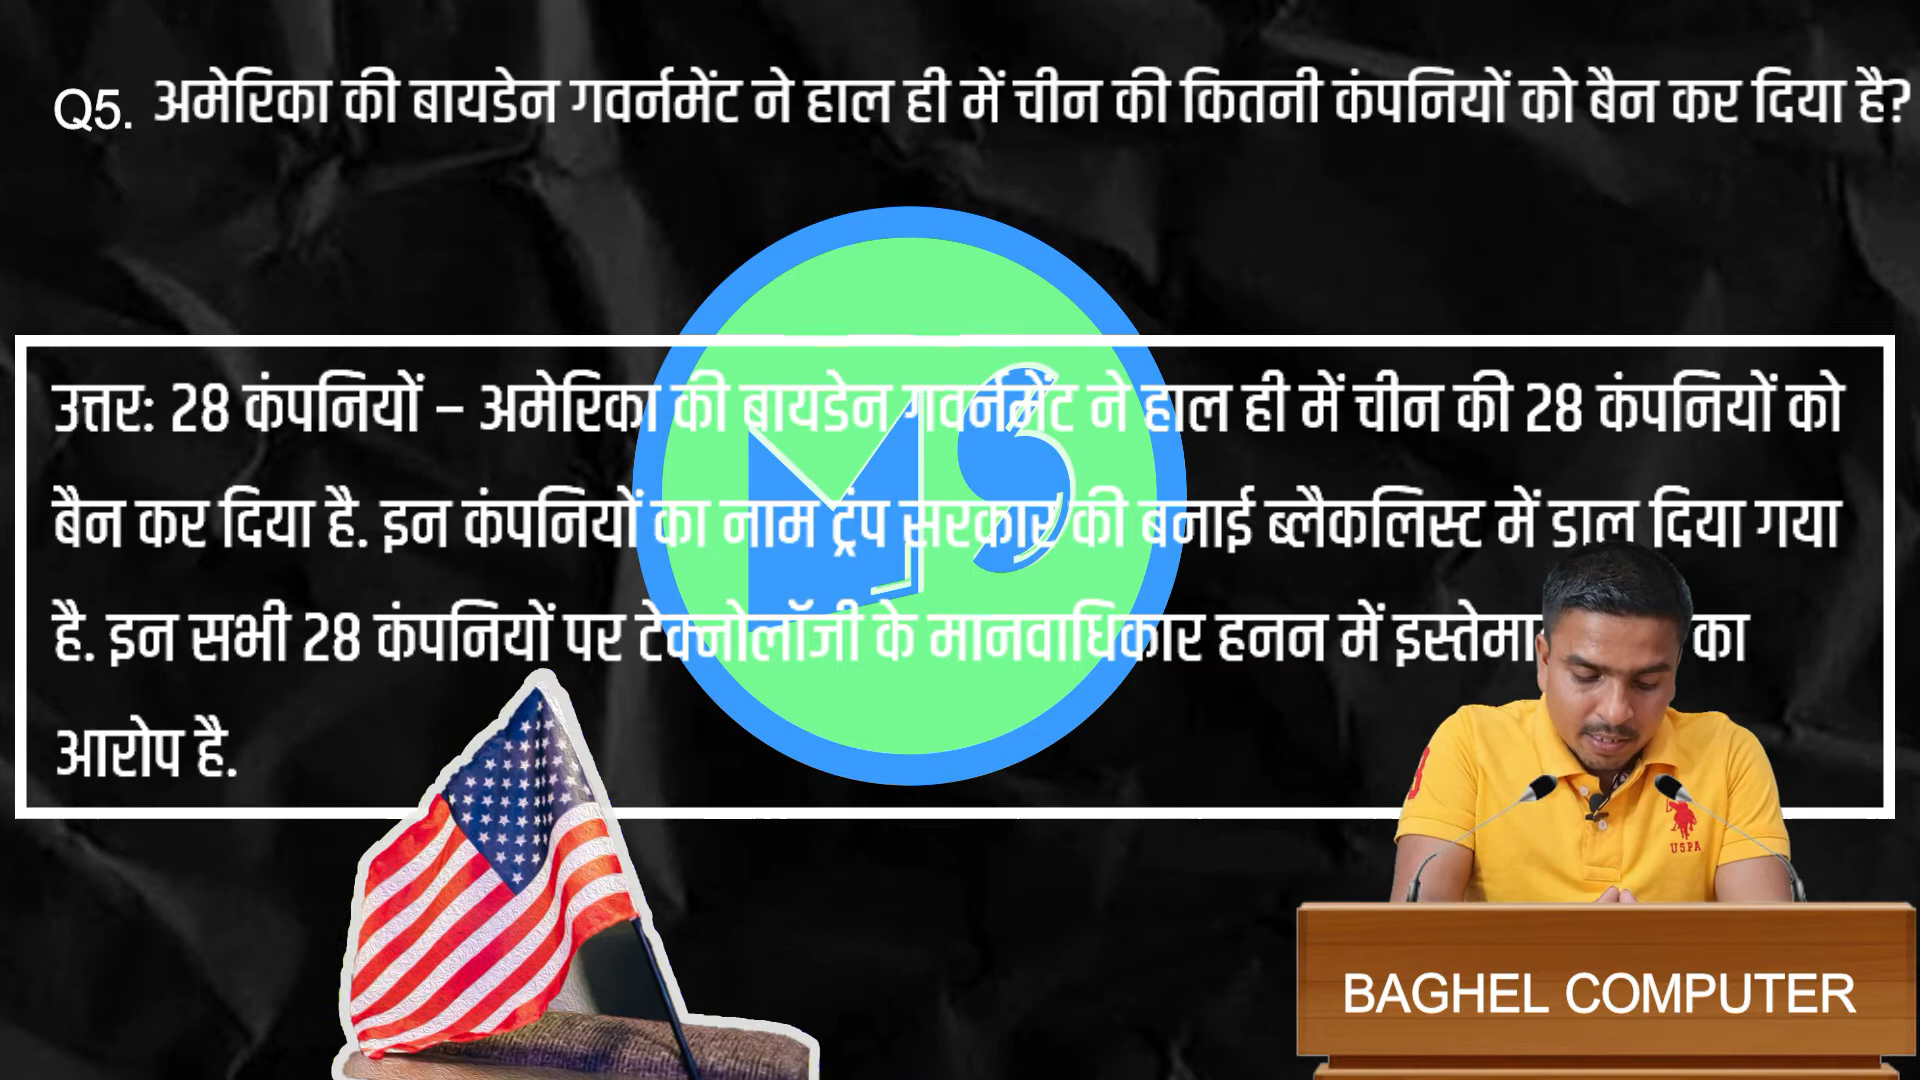 Q5. अमेरिका की बायडेन गवर्नमेंट ने हाल ही में चीन की कितनी कंपनियों को बैन कर दिया है?
उत्तर: 28 कंपनियों – अमेरिका की बायडेन गवर्नमेंट ने हाल ही में चीन की 28 कंपनियों को
बैन कर दिया है. इन कंपनियों का नाम ट्रंप सरकार की बनाई ब्लैकलिस्ट में डाल दिया गया
है. इन सभी 28 कंपनियों पर टेक्नोलॉजी के मानवाधिकार हनन में का
आरोप है.
MS
USPA
BAGHEL COMPUTER